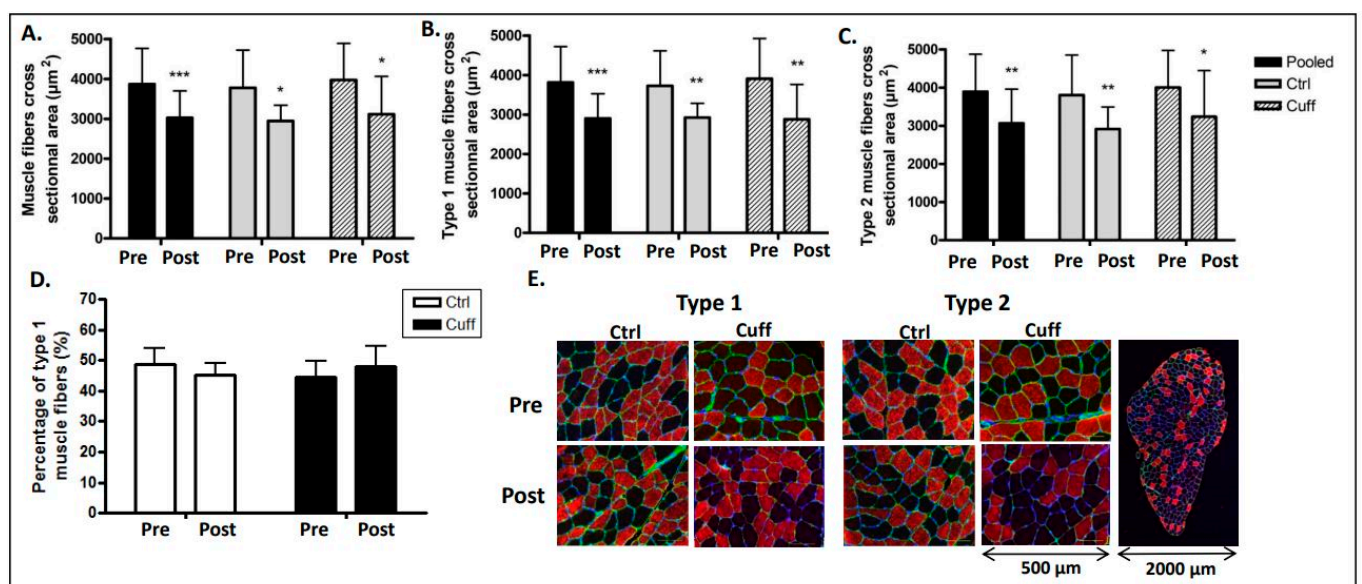 A.
Muscle fibers cross
sectionnal area (µm²)
5000
4000
3000
2000
1000
0
***
*
*
Pre Post Pre Post Pre Post
B.
Type 1 muscle fibers cross
sectionnal area (µm²)
5000
4000
3000
2000
1000
0
***
**
**
Pre Post Pre Post Pre Post
C.
Type 2 muscle fibers cross
sectionnal area (µm²)
5000
4000
3000
2000
1000
0
**
**
*
Pre Post Pre Post Pre Post
Pooled
Ctrl
Cuff
D.
Percentage of type 1
muscle fibers (%)
70
60
50
40
30
20
10
0
Pre Post Pre Post
Ctrl
Cuff
E.
Type 1 Type 2
Ctrl Cuff Ctrl Cuff
Pre
Post
500 µm 2000 µm